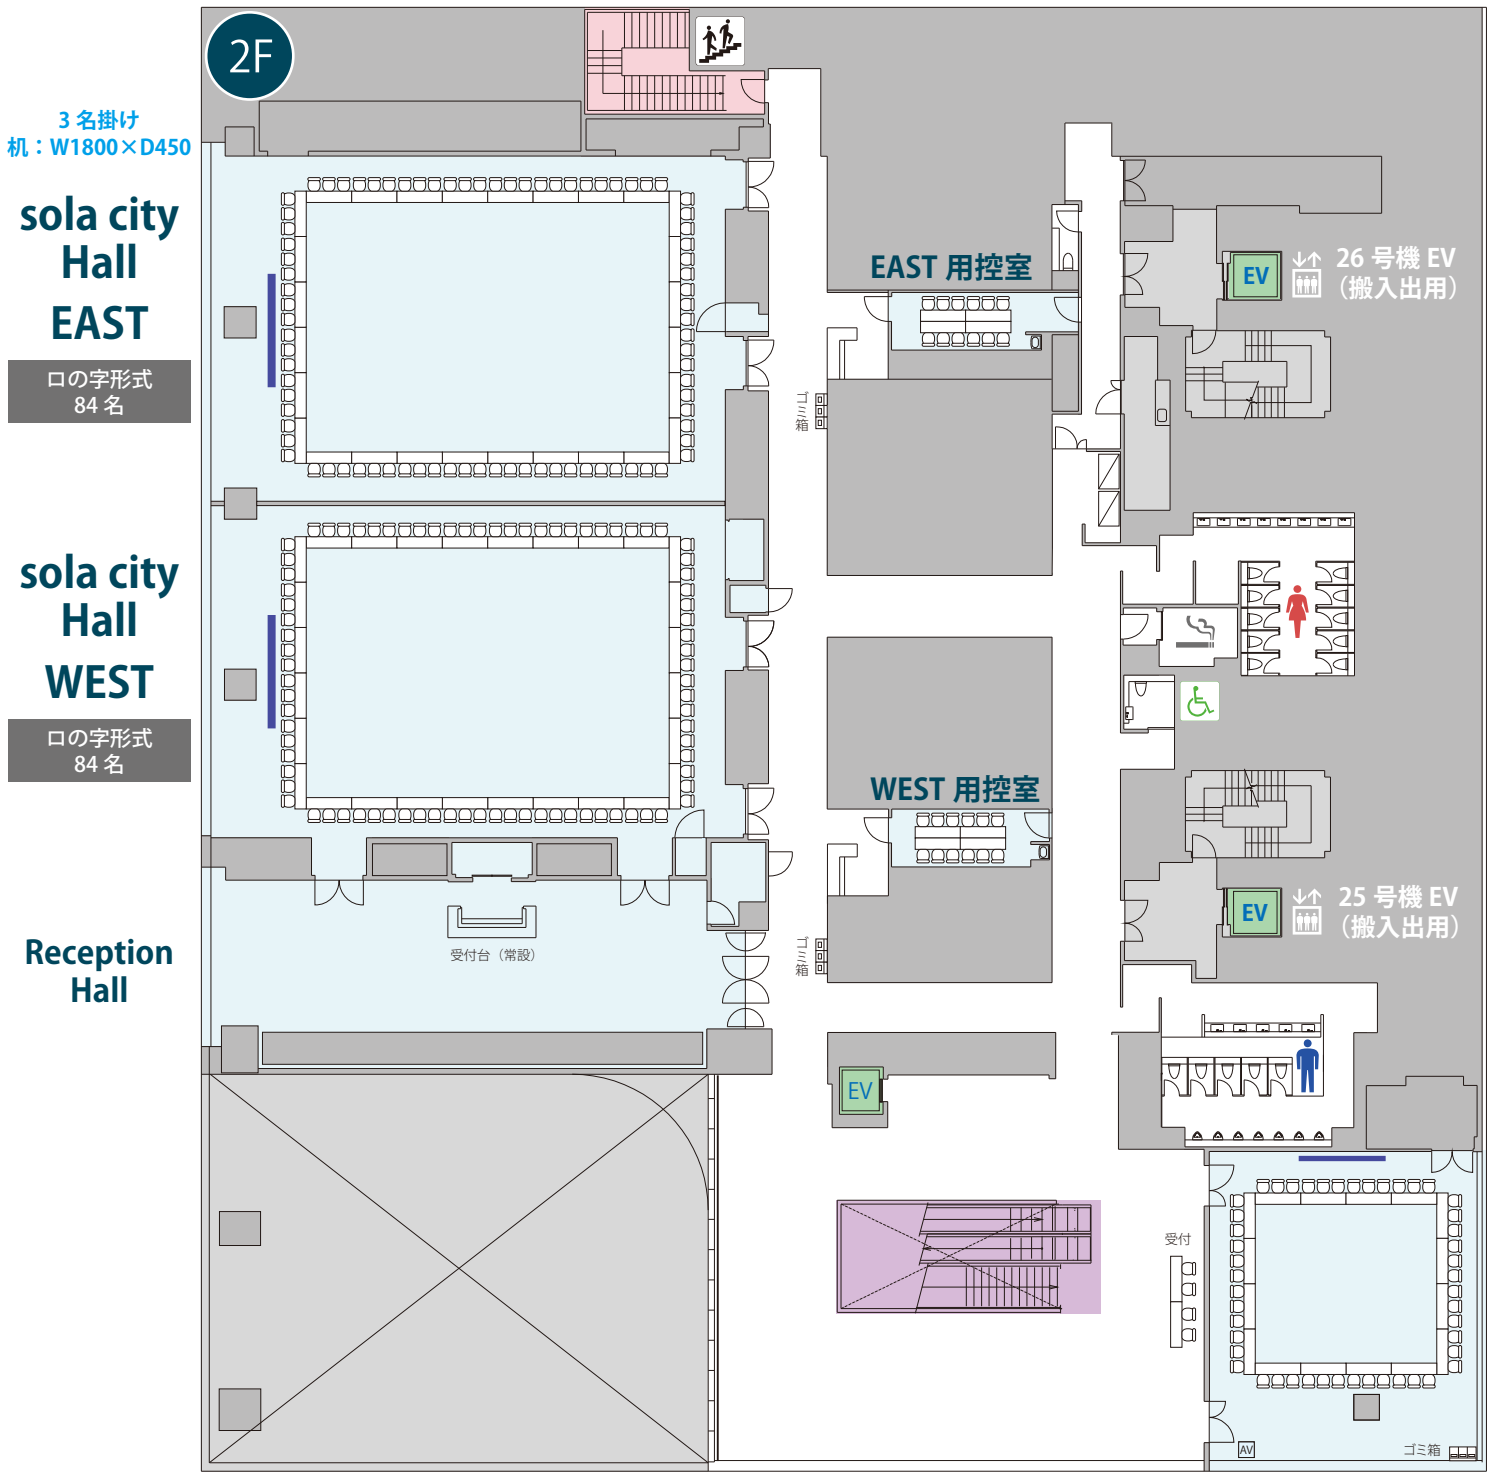 2F
3 名掛け
机：W1800×D450
sola city
Hall
EAST
ロの字形式
84 名
sola city
Hall
WEST
ロの字形式
84 名
Reception
Hall
受付台（常設）
EAST 用控室
ゴミ箱
WEST 用控室
ゴミ箱
EV
26 号機 EV
（搬入出用）
EV
25 号機 EV
（搬入出用）
EV
受付
AV
ゴミ箱